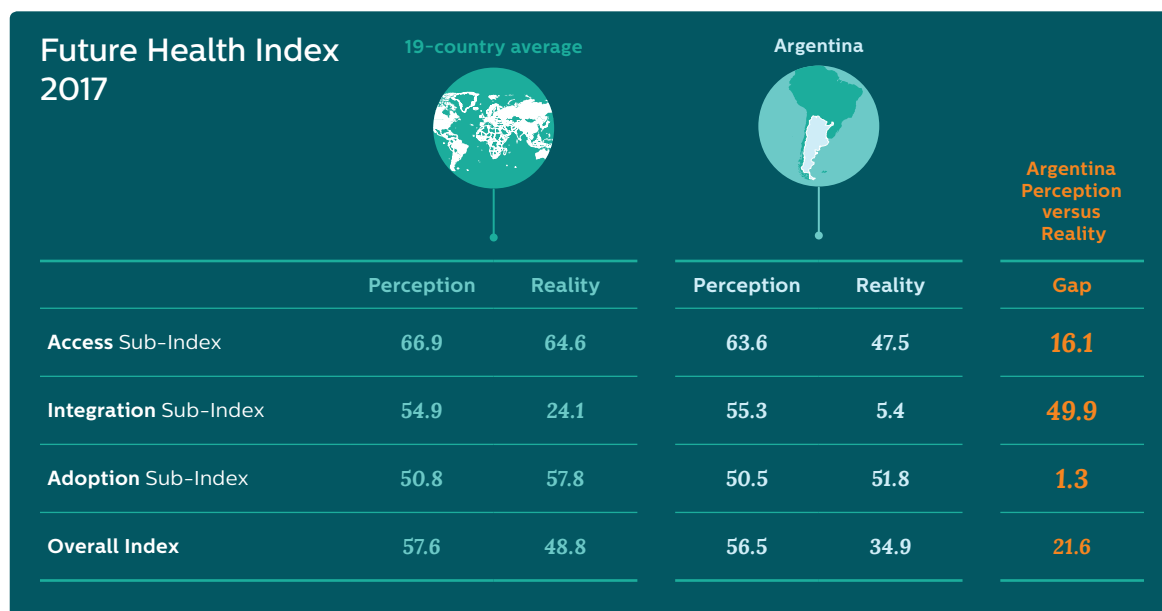 Future Health Index
2017
19-country average
Argentina
Argentina
Perception
versus
Reality
Perception Reality Perception Reality Gap
Access Sub-Index 66.9 64.6 63.6 47.5 16.1
Integration Sub-Index 54.9 24.1 55.3 5.4 49.9
Adoption Sub-Index 50.8 57.8 50.5 51.8 1.3
Overall Index 57.6 48.8 56.5 34.9 21.6